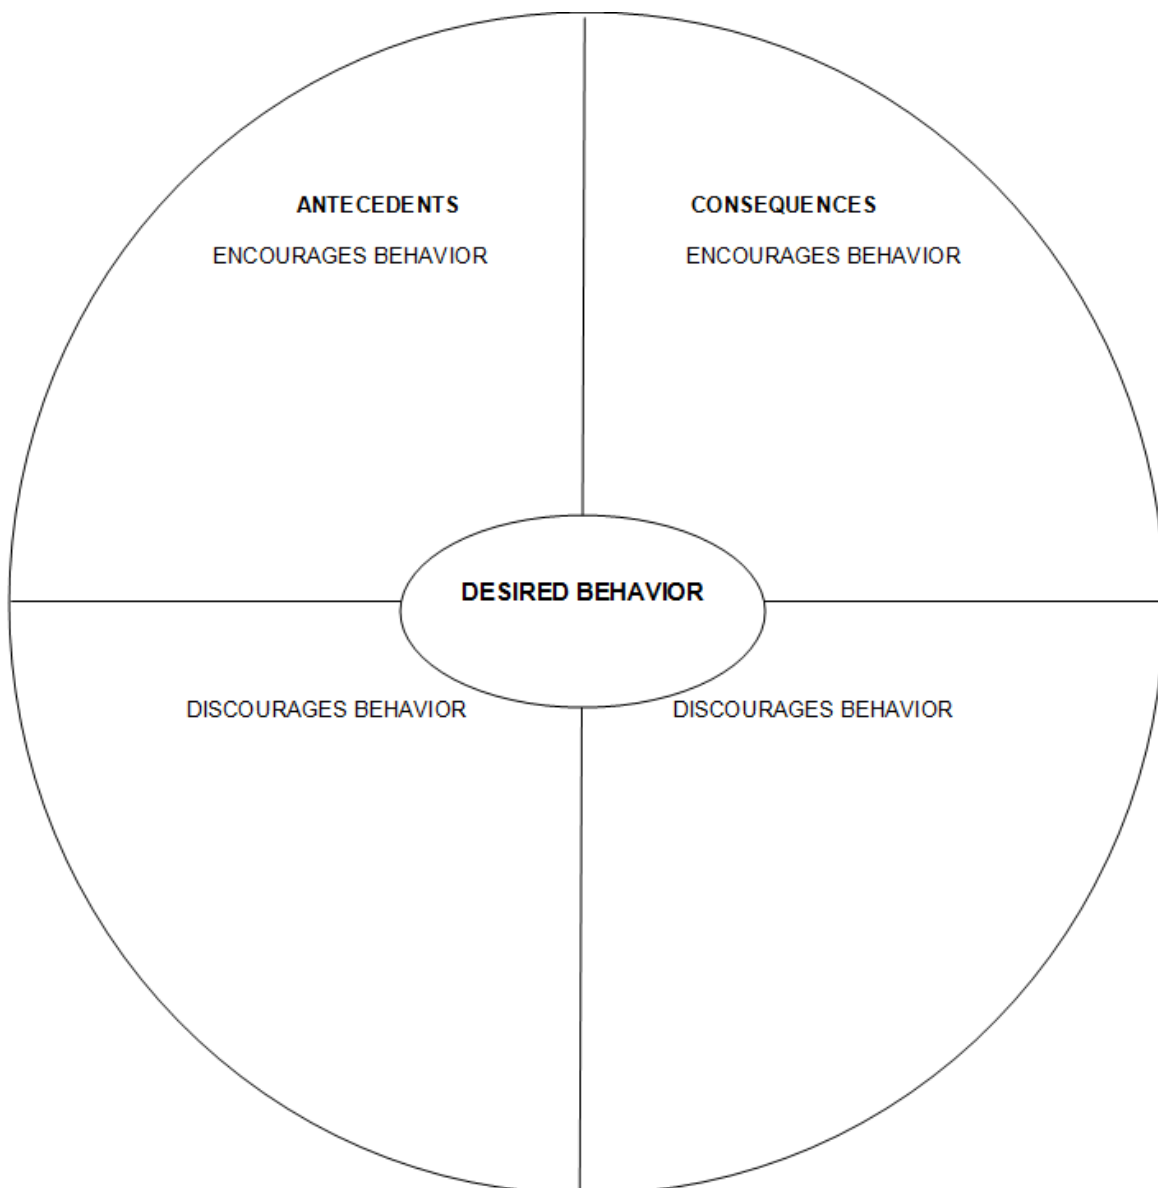 ANTECEDENTS
ENCOURAGES BEHAVIOR
CONSEQUENCES
ENCOURAGES BEHAVIOR
DESIRED BEHAVIOR
DISCOURAGES BEHAVIOR
DISCOURAGES BEHAVIOR